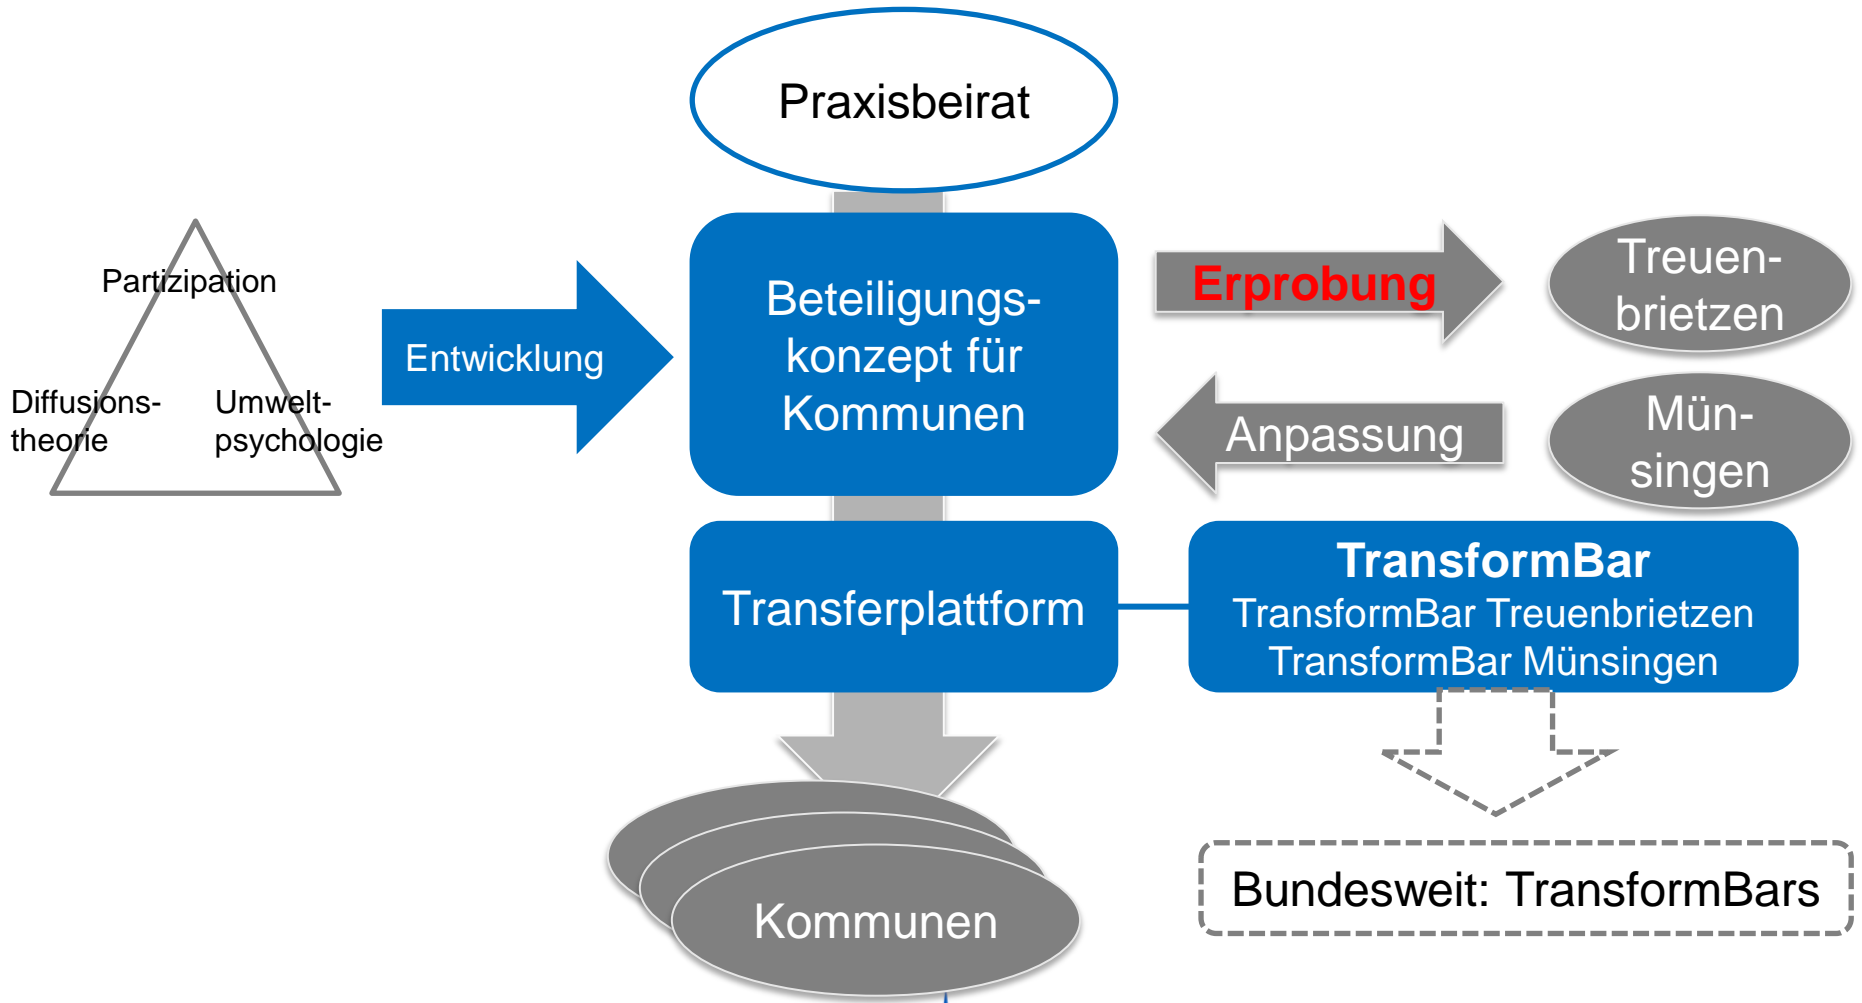 Praxisbeirat
Partizipation
Diffusions-
theorie
Umwelt-
psychologie
Entwicklung
Beteiligungs-
konzept für
Kommunen
Erprobung
Treuen-
brietzen
Anpassung
Mün-
singen
Transferplattform
TransformBar
TransformBar Treuenbrietzen
TransformBar Münsingen
Kommunen
Bundesweit: TransformBars